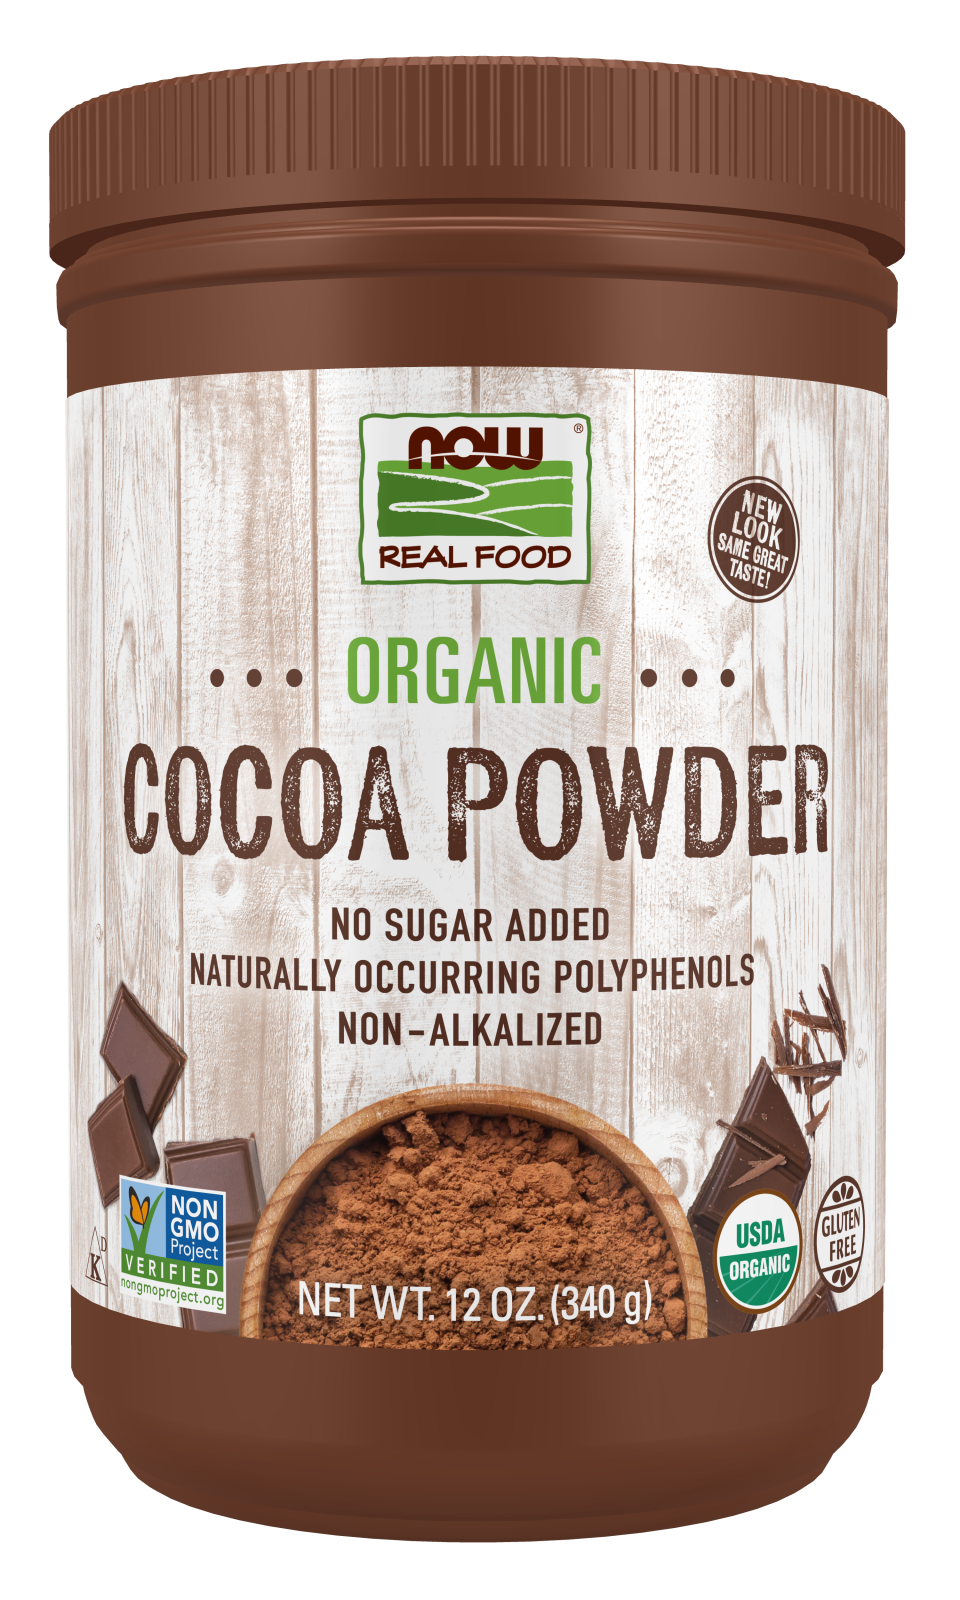 NOW®
REAL FOOD
NEW
LOOK
SAME GREAT
TASTE!
ORGANIC
COCOA POWDER
NO SUGAR ADDED
NATURALLY OCCURRING POLYPHENOLS
NON-ALKALIZED
NON
GMO
Project
VERIFIED
nongmoproject.org
K
D
USDA
ORGANIC
GLUTEN
FREE
NET WT. 12 OZ. (340 g)